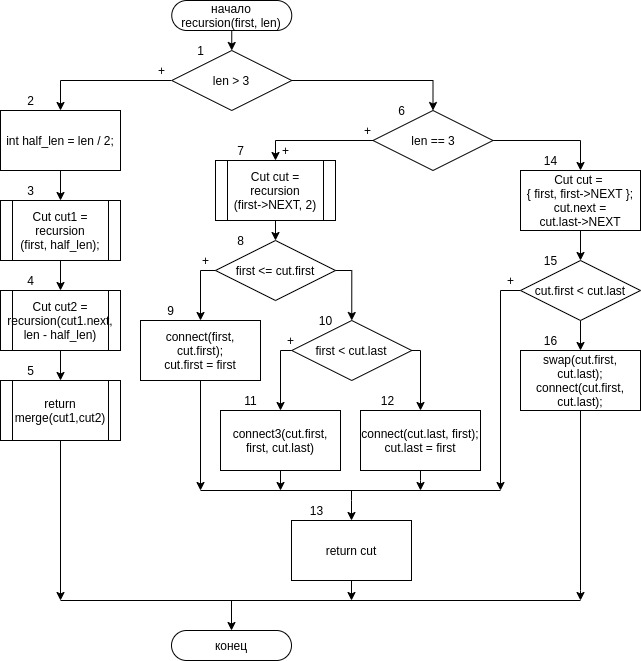 начало
recursion(first, len)
1
+
len > 3
2
int half_len = len / 2;
3
Cut cut1 =
recursion
(first, half_len);
4
Cut cut2 =
recursion(cut1.next,
len - half_len)
5
return
merge(cut1,cut2)
6
+
len == 3
7
+
Cut cut =
recursion
(first->NEXT, 2)
8
+
first <= cut.first
9
connect(first,
cut.first);
cut.first = first
10
+
first < cut.last
11
connect3(cut.first,
first, cut.last)
12
connect(cut.last, first);
cut.last = first
13
return cut
14
Cut cut =
{ first, first->NEXT };
cut.next =
cut.last->NEXT
15
+
cut.first < cut.last
16
swap(cut.first,
cut.last);
connect(cut.first,
cut.last);
конец